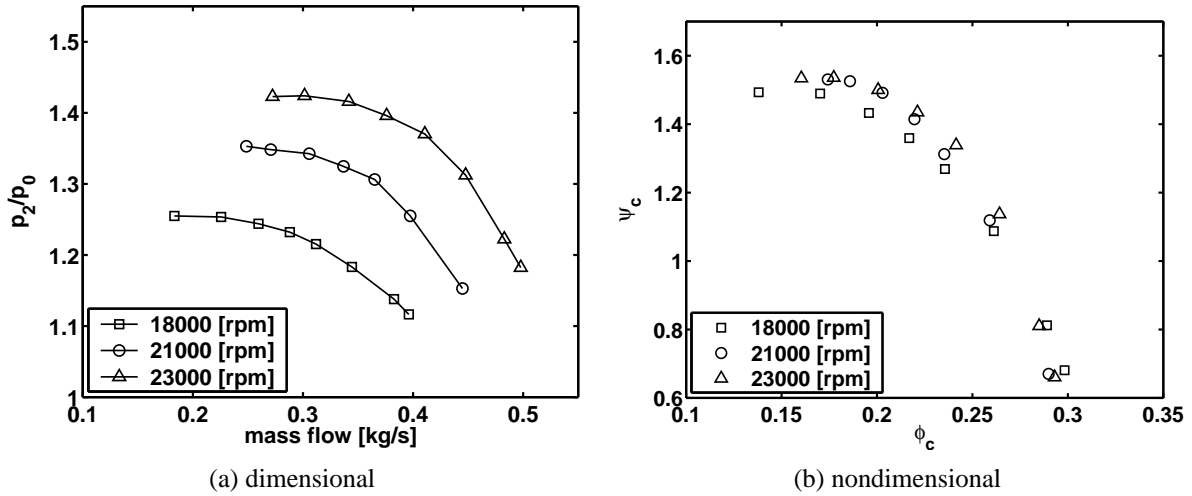 1.5
1.4
1.3
1.2
1.1
1
p2/p0
0.1 0.2 0.3 0.4 0.5
mass flow [kg/s]
18000 [rpm]
21000 [rpm]
23000 [rpm]
(a) dimensional
1.6
1.4
1.2
1
0.8
0.6
ψc
0.1 0.15 0.2 0.25 0.3 0.35
ϕc
18000 [rpm]
21000 [rpm]
23000 [rpm]
(b) nondimensional